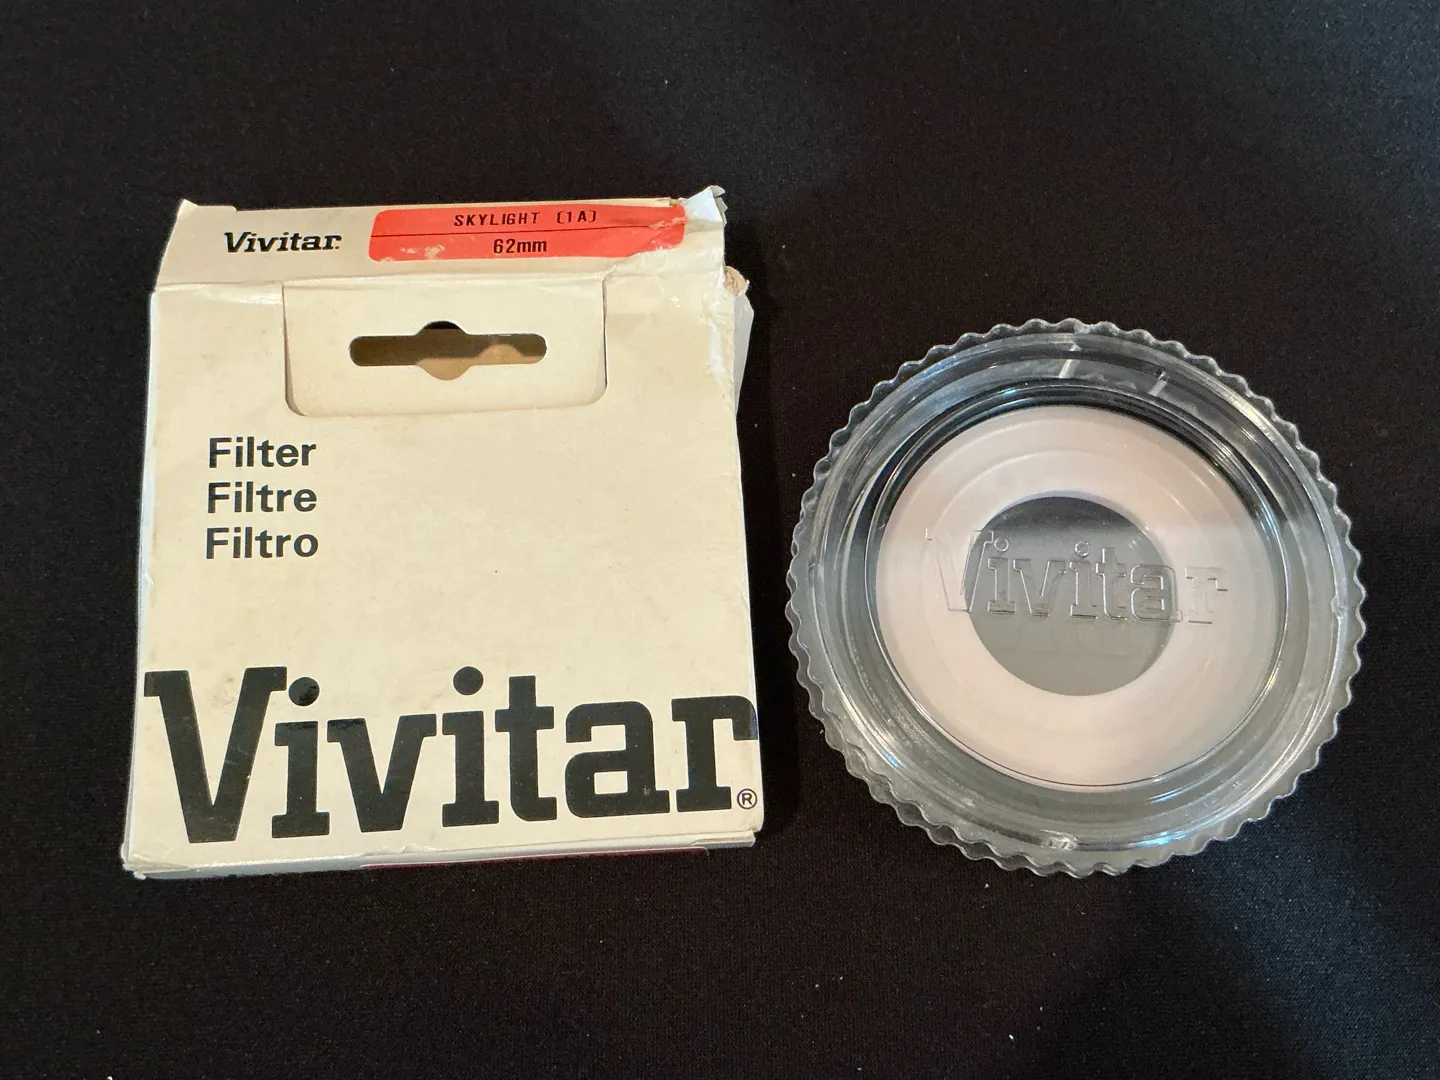 Vivitar
SKYLIGHT (1A)
62mm
Filter
Filtre
Filtro
Vivitar®
Vivitar